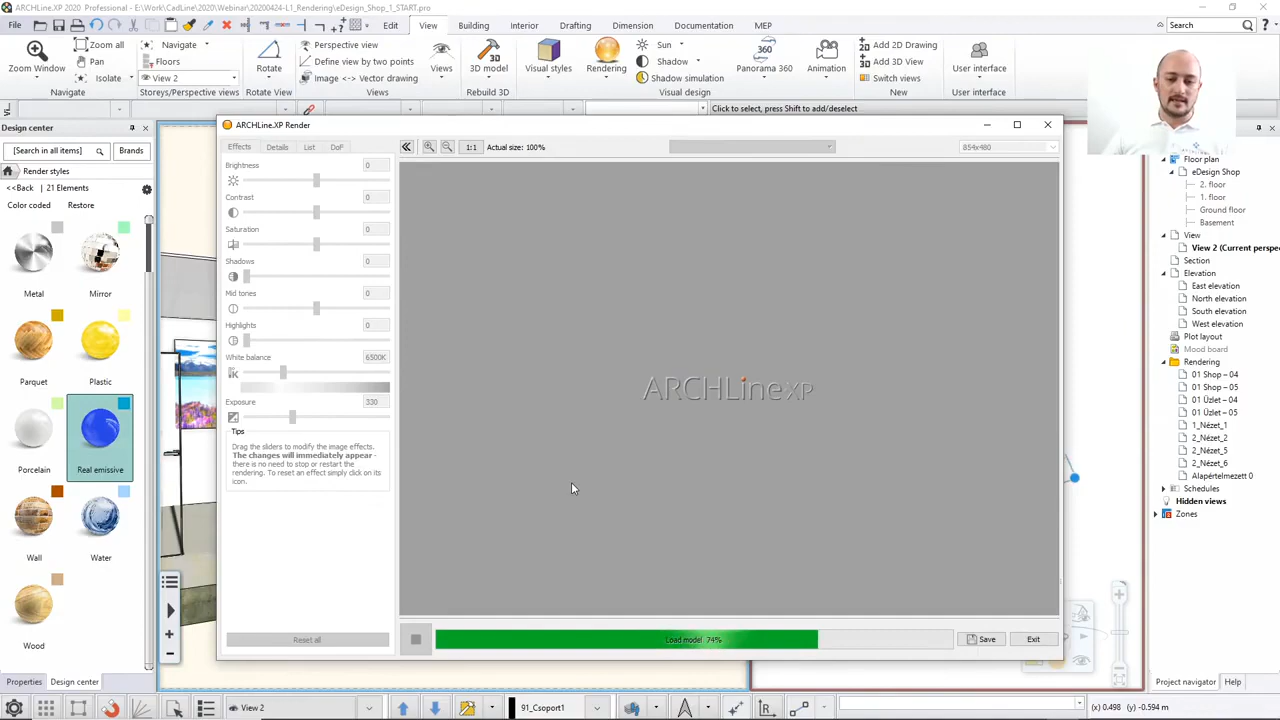 ARCHLine.XP 2020 Professional - E:\Work\CadLine\2020\Webinar\20200424-L1_Rendering\eDesign_Shop_1_START.pro
File Edit View Building Interior Drafting Dimension Documentation MEP Search
Zoom Window
Zoom all
Pan
Isolate
Navigate
Navigate
Floors
View 2
Storeys/Perspective views
Rotate
Rotate View
Perspective view
Define view by two points
Image <-> Vector drawing
Views
Views
3D model
Rebuild 3D
Visual styles
Rendering
Sun
Shadow
Shadow simulation
Panorama 360
Animation
Visual design
Add 2D Drawing
Add 3D View
Switch views
New
User interface
User interface
Click to select, press Shift to add/deselect
Design center
[Search in all items]
Brands
Render styles
<<Back | 21 Elements
Color coded Restore
Metal Mirror
Parquet Plastic
Porcelain Real emissive
Wall Water
Wood
Properties Design center
ARCHLine.XP Render
Effects Details List DoF
1:1 Actual size: 100%
854x480
Brightness 0
Contrast 0
Saturation 0
Shadows 0
Mid tones 0
Highlights 0
White balance 6500K
Exposure 330
Tips
Drag the sliders to modify the image effects.
The changes will immediately appear -
there is no need to stop or restart the
rendering. To reset an effect simply click on its
icon.
Reset all
ARCHLine.XP
Load model 74%
Save
Exit
Floor plan
eDesign Shop
2. floor
1. floor
Ground floor
Basement
View
View 2 (Current perspe
Section
Elevation
East elevation
North elevation
South elevation
West elevation
Plot layout
Mood board
Rendering
01 Shop -- 04
01 Shop -- 05
01 Üzlet -- 04
01 Üzlet -- 05
1_Nézet_1
2_Nézet_2
2_Nézet_5
2_Nézet_6
Alapértelmezett 0
Schedules
Hidden views
Zones
Project navigator Help
View 2
91_Csoport1
(x) 0.498 (y) -0.594 m